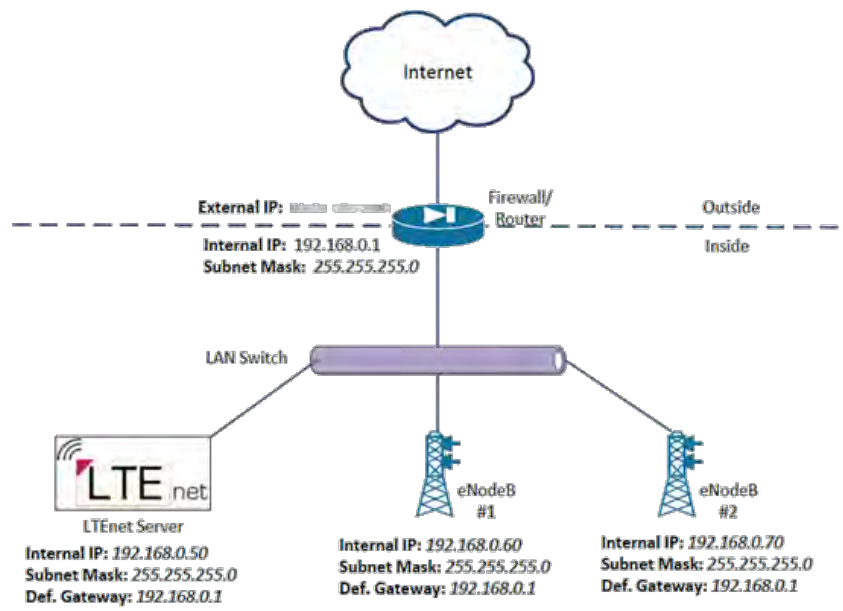 Internet
External IP:
Firewall/
Router
Outside
Internal IP: 192.168.0.1
Inside
Subnet Mask: 255.255.255.0
LAN Switch
LTE net
LTEnet Server
Internal IP: 192.168.0.50
Subnet Mask: 255.255.255.0
Def. Gateway: 192.168.0.1
eNodeB
#1
Internal IP: 192.168.0.60
Subnet Mask: 255.255.255.0
Def. Gateway: 192.168.0.1
eNodeB
#2
Internal IP: 192.168.0.70
Subnet Mask: 255.255.255.0
Def. Gateway: 192.168.0.1